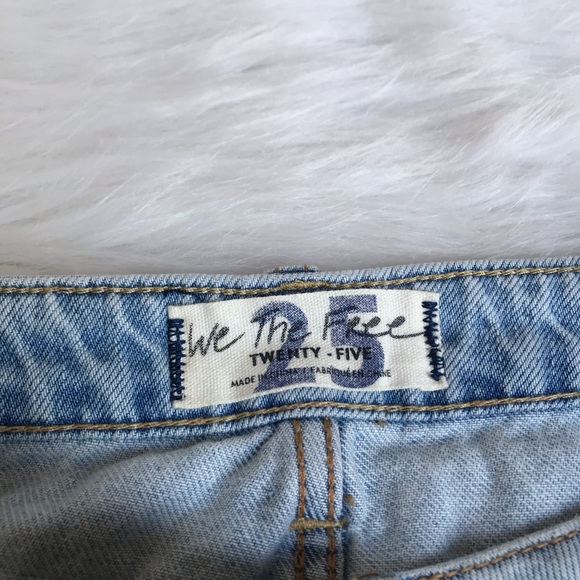 25
We The Free
TWENTY - FIVE
MADE IN CHINA / FABRIQUÉ EN CHINE